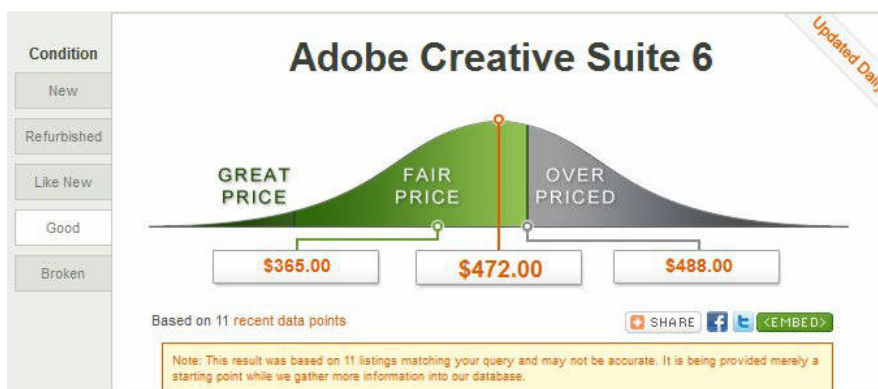 Adobe Creative Suite 6
Updated Daily
Condition
New
Refurbished
Like New
Good
Broken
GREAT
PRICE
FAIR
PRICE
OVER
PRICED
$365.00
$472.00
$488.00
Based on 11 recent data points
SHARE
<EMBED>
Note: This result was based on 11 listings matching your query and may not be accurate. It is being provided merely a
starting point while we gather more information into our database.